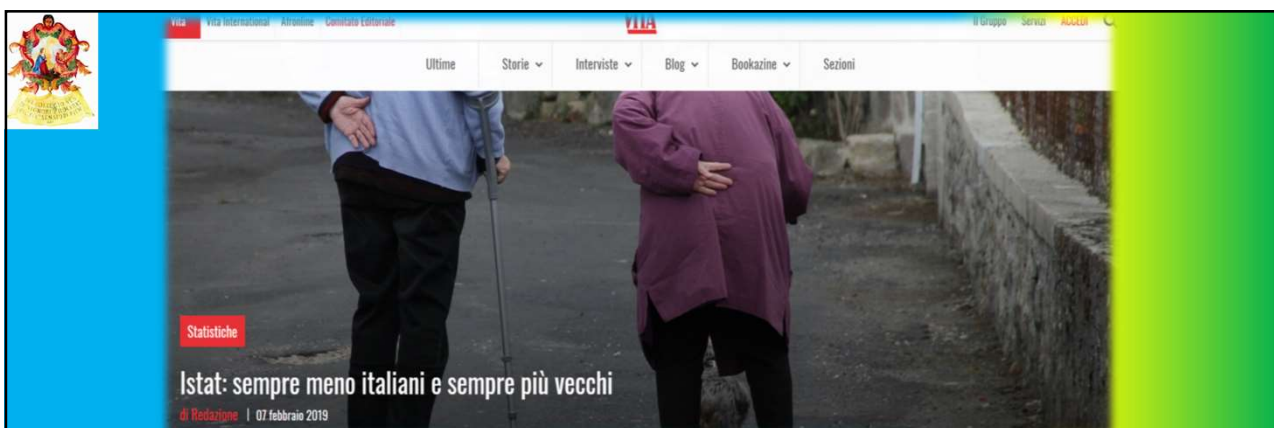 Vita Vita International Afronline Comitato Editoriale VITA Il Gruppo Servizi ACCEDI
Ultime Storie Interviste Blog Bookazine Sezioni
Statistiche
Istat: sempre meno italiani e sempre più vecchi
di Redazione | 07 febbraio 2019